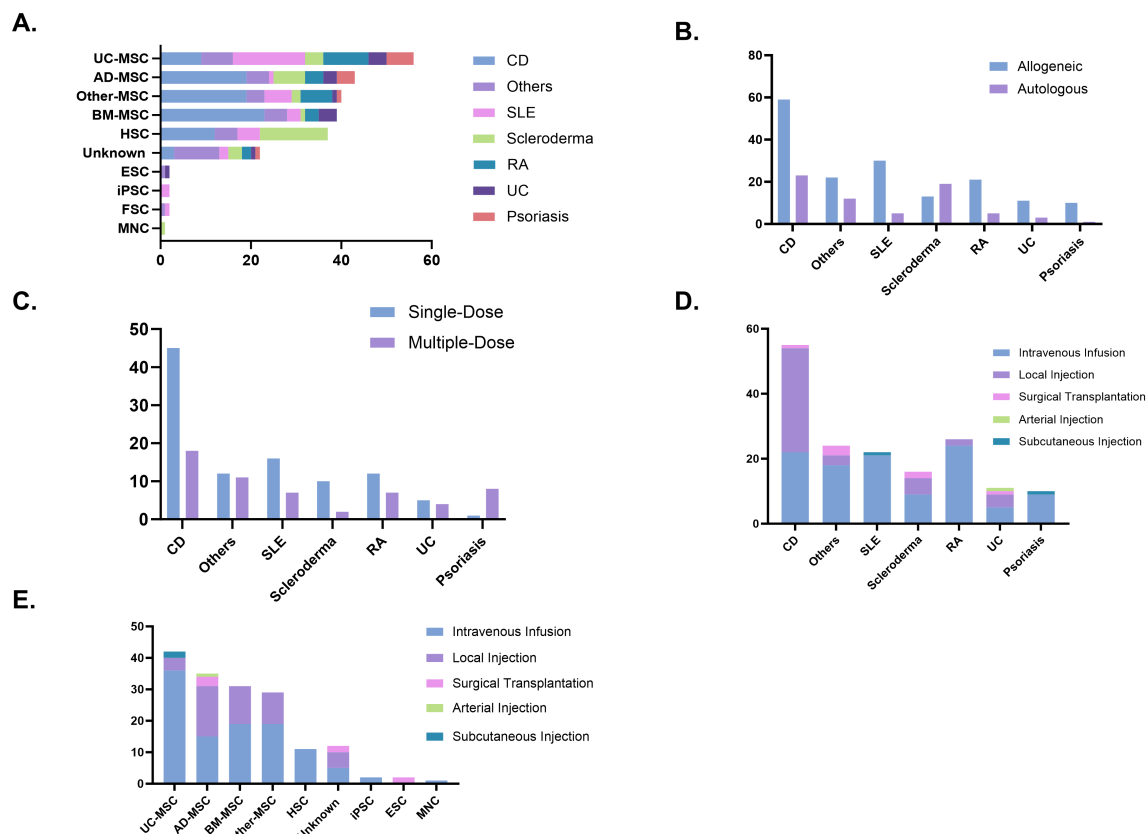 A.
UC-MSC
AD-MSC
Other-MSC
BM-MSC
HSC
Unknown
ESC
iPSC
FSC
MNC
0 20 40 60
CD
Others
SLE
Scleroderma
RA
UC
Psoriasis
B.
80
60
40
20
0
CD Others SLE Scleroderma RA UC Psoriasis
Allogeneic
Autologous
C.
50
40
30
20
10
0
CD Others SLE Scleroderma RA UC Psoriasis
Single-Dose
Multiple-Dose
D.
60
40
20
0
CD Others SLE Scleroderma RA UC Psoriasis
Intravenous Infusion
Local Injection
Surgical Transplantation
Arterial Injection
Subcutaneous Injection
E.
50
40
30
20
10
0
UC-MSC AD-MSC BM-MSC ther-MSC HSC Unknown iPSC ESC MNC
Intravenous Infusion
Local Injection
Surgical Transplantation
Arterial Injection
Subcutaneous Injection